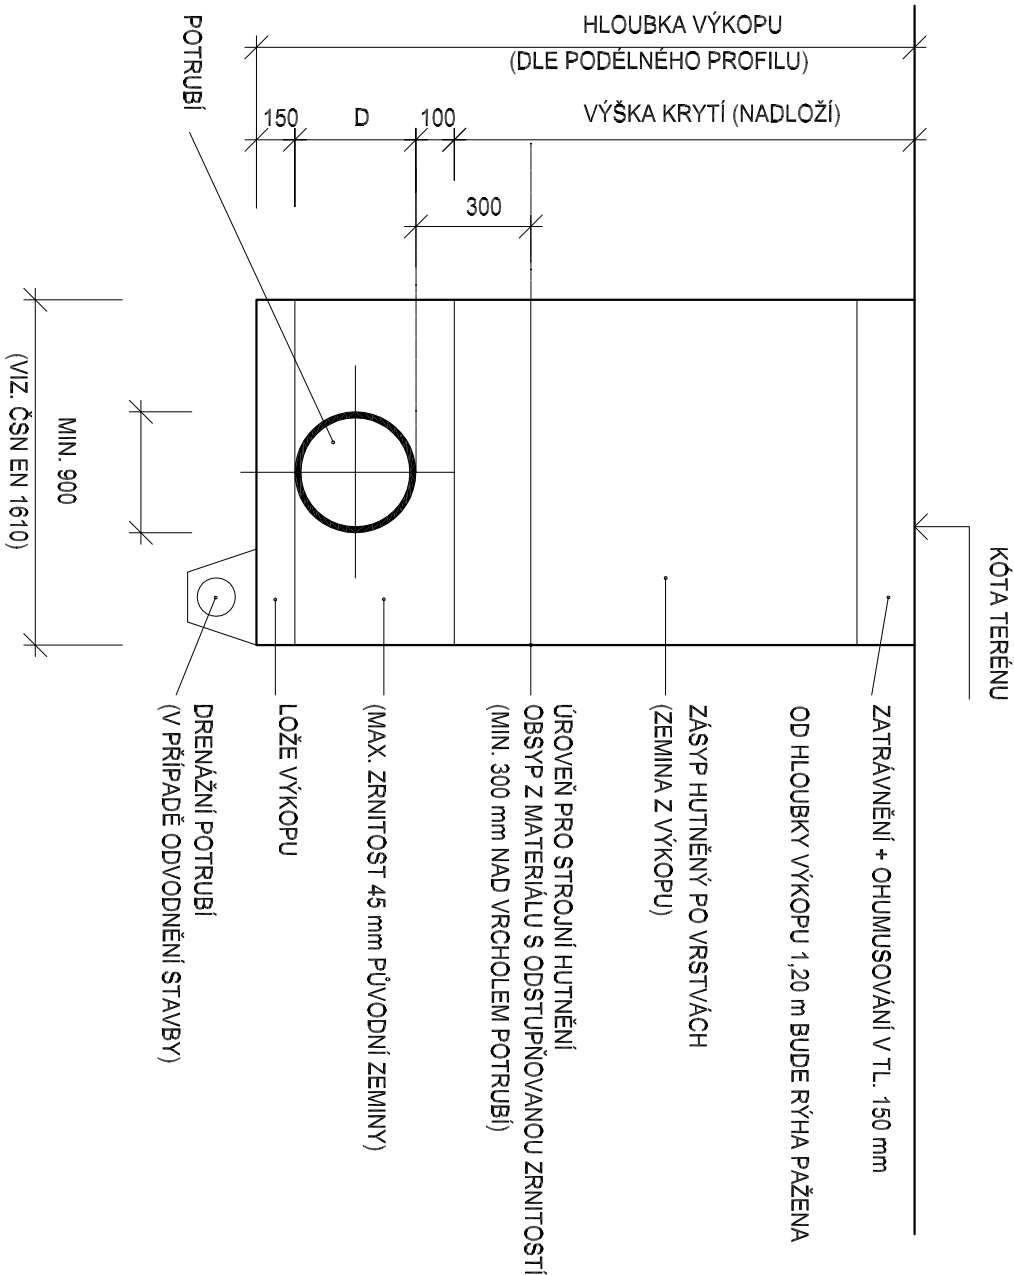 HLOUBKA VÝKOPU
(DLE PODÉLNÉHO PROFILU)
VÝŠKA KRYTÍ (NADLOŽÍ)
150
D
100
300
POTRUBÍ
MIN. 900
(VIZ. ČSN EN 1610)
KÓTA TERÉNU
ZATRÁVNĚNÍ + OHUMUSOVÁNÍ V TL. 150 mm
OD HLOUBKY VÝKOPU 1,20 m BUDE RÝHA PAŽENA
ZÁSYP HUTNĚNÝ PO VRSTVÁCH
(ZEMINA Z VÝKOPU)
ÚROVEŇ PRO STROJNÍ HUTNĚNÍ
OBSYP Z MATERIÁLU S ODSTUPŇOVANOU ZRNITOSTÍ
(MIN. 300 mm NAD VRCHOLEM POTRUBÍ)
(MAX. ZRNITOST 45 mm PŮVODNÍ ZEMINY)
LOŽE VÝKOPU
DRENÁŽNÍ POTRUBÍ
(V PŘÍPADĚ ODVODNĚNÍ STAVBY)